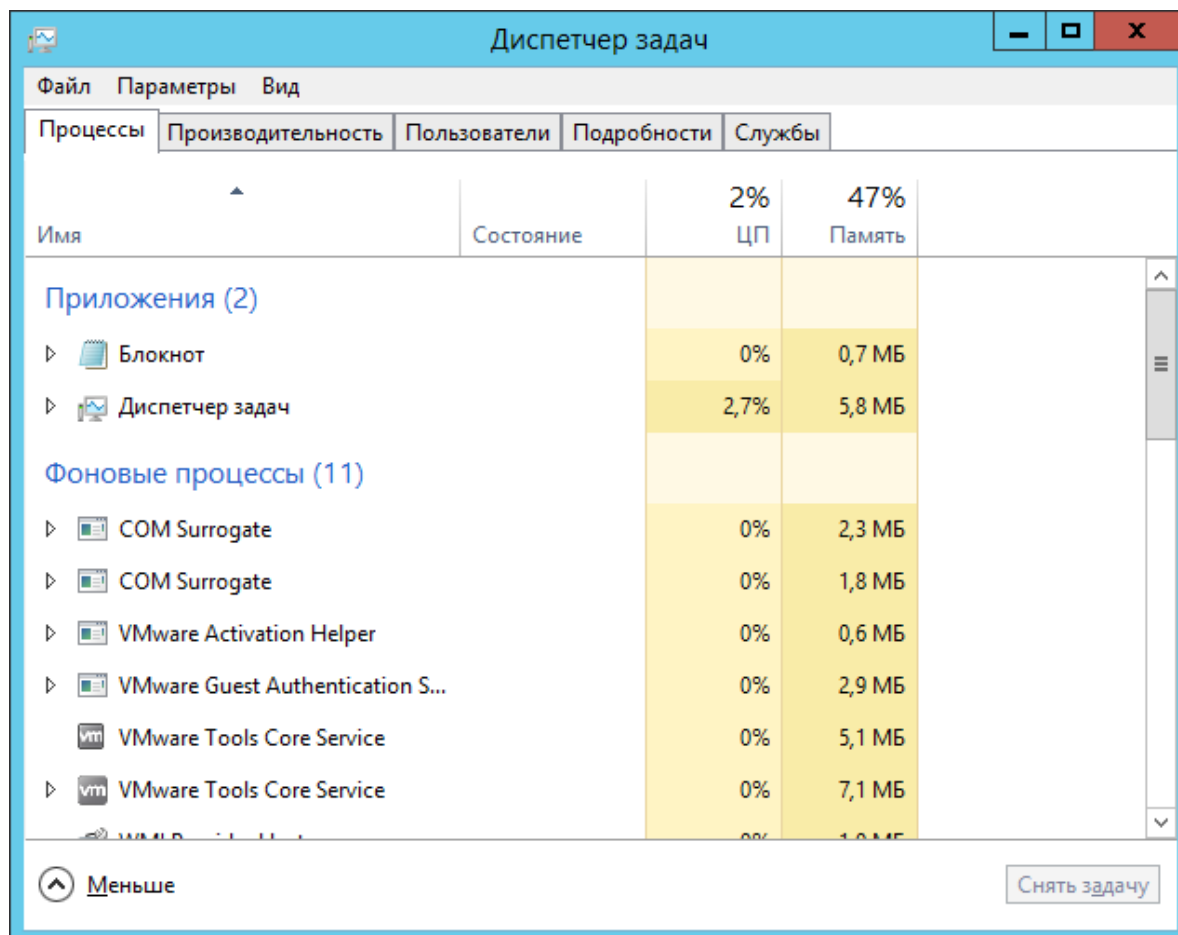 Диспетчер задач
Файл Параметры Вид
Процессы Производительность Пользователи Подробности Службы
2% 47%
Имя Состояние ЦП Память
Приложения (2)
Блокнот 0% 0,7 МБ
Диспетчер задач 2,7% 5,8 МБ
Фоновые процессы (11)
COM Surrogate 0% 2,3 МБ
COM Surrogate 0% 1,8 МБ
VMware Activation Helper 0% 0,6 МБ
VMware Guest Authentication S... 0% 2,9 МБ
VMware Tools Core Service 0% 5,1 МБ
VMware Tools Core Service 0% 7,1 МБ
Меньше Снять задачу